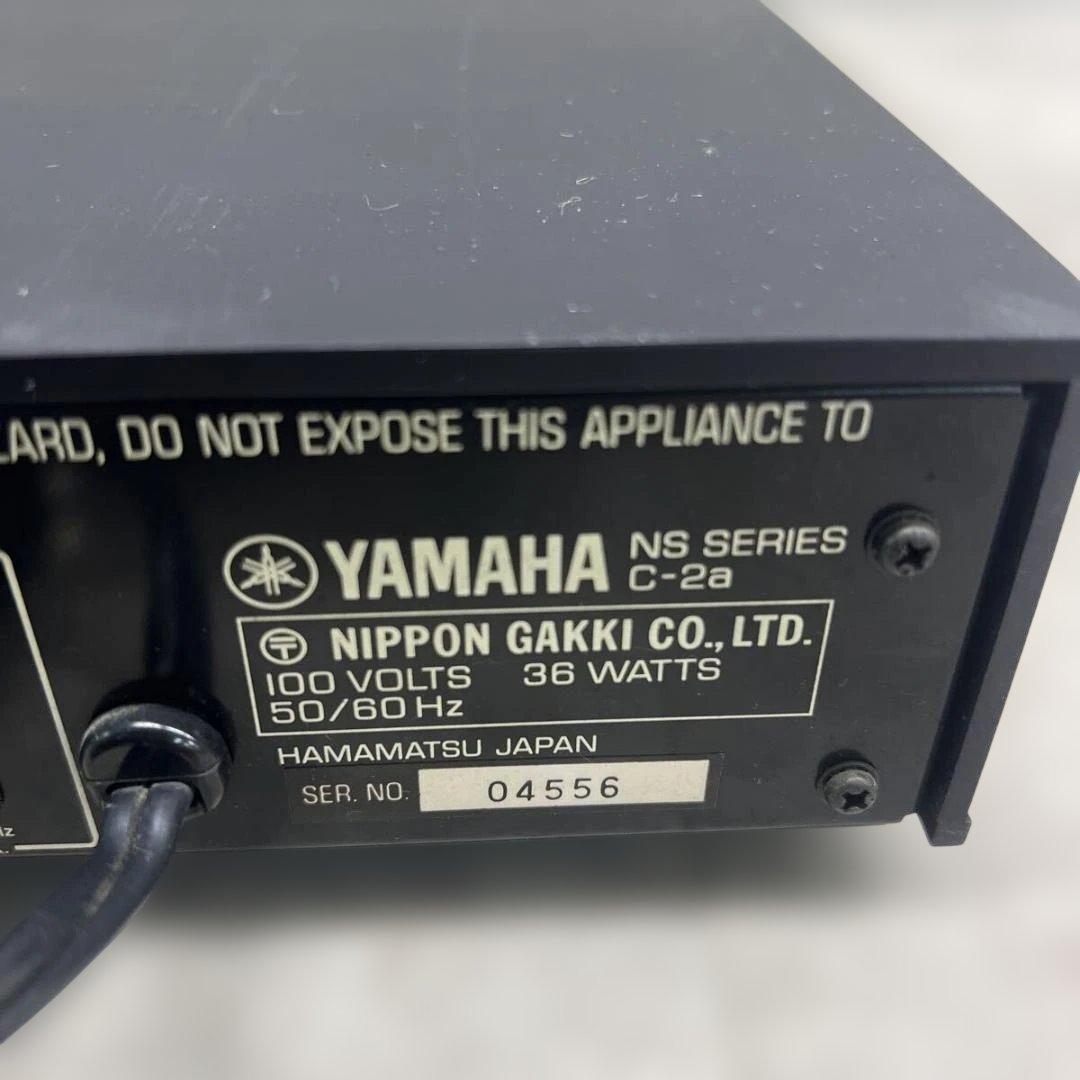 DO NOT EXPOSE THIS APPLIANCE TO
YAMAHA NS SERIES
C-2a
〶 NIPPON GAKKI CO., LTD.
100 VOLTS 36 WATTS
50/60 Hz
HAMAMATSU JAPAN
SER. NO. 04556